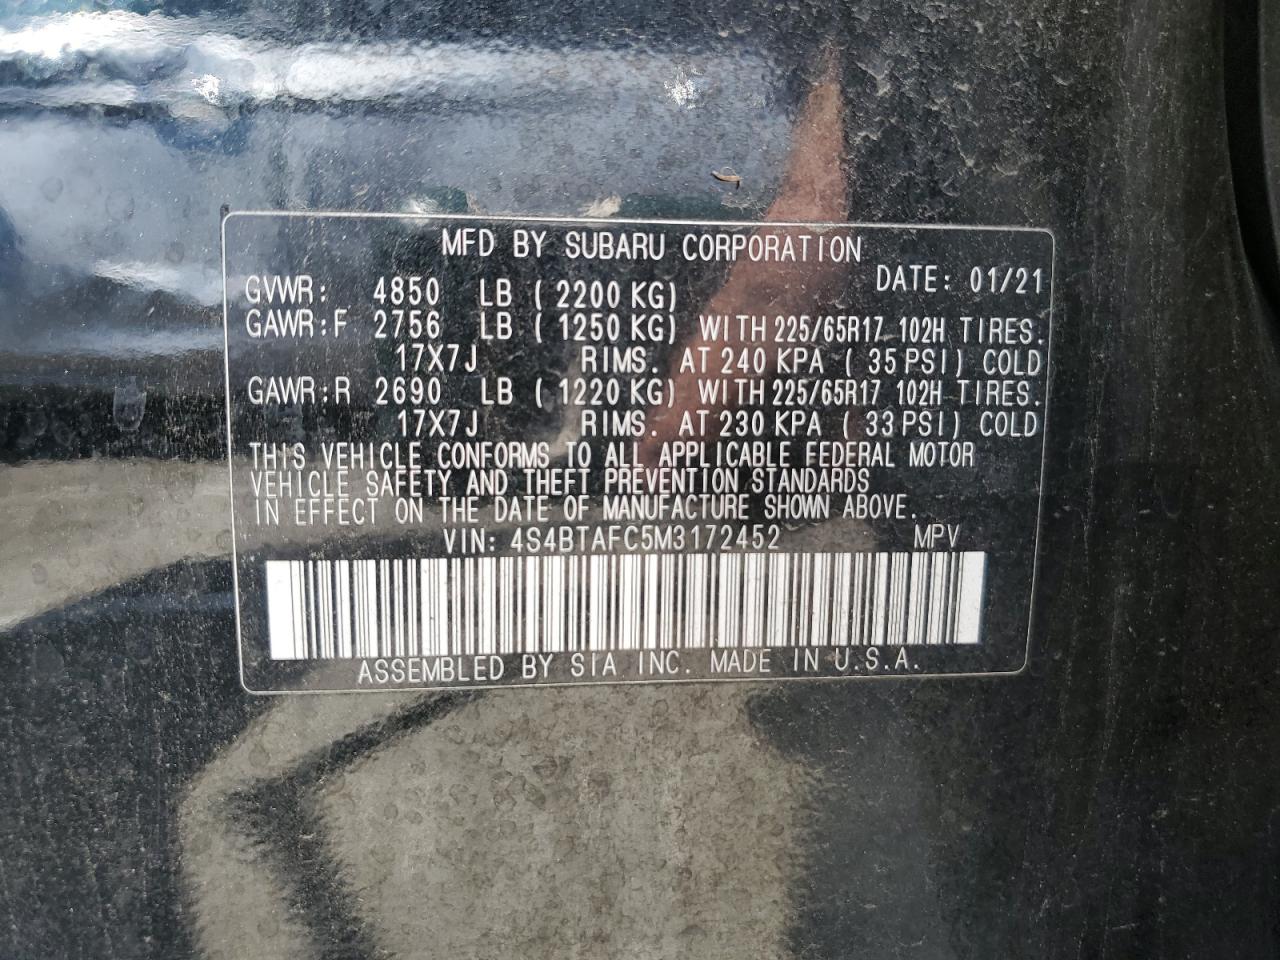 MFD BY SUBARU CORPORATION
DATE: 01/21
GVWR: 4850 LB ( 2200 KG)
GAWR:F 2756 LB ( 1250 KG) WITH 225/65R17 102H TIRES.
17X7J RIMS. AT 240 KPA ( 35 PSI) COLD
GAWR:R 2690 LB ( 1220 KG) WITH 225/65R17 102H TIRES.
17X7J RIMS. AT 230 KPA ( 33 PSI) COLD
THIS VEHICLE CONFORMS TO ALL APPLICABLE FEDERAL MOTOR
VEHICLE SAFETY AND THEFT PREVENTION STANDARDS
IN EFFECT ON THE DATE OF MANUFACTURE SHOWN ABOVE.
VIN: 4S4BTAFC5M3172452 MPV
ASSEMBLED BY SIA INC. MADE IN U.S.A.